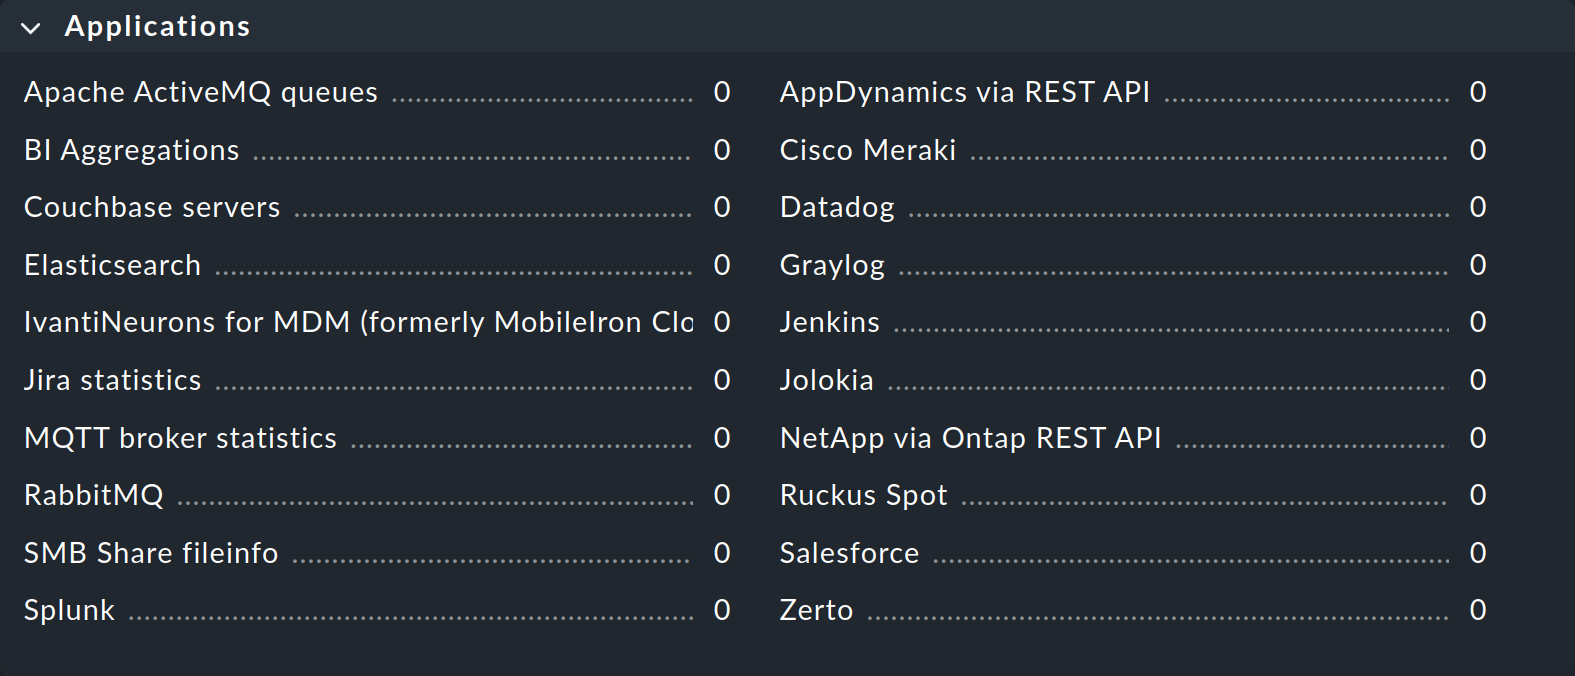 Applications
Apache ActiveMQ queues 0 AppDynamics via REST API 0
BI Aggregations 0 Cisco Meraki 0
Couchbase servers 0 Datadog 0
Elasticsearch 0 Graylog 0
IvantiNeurons for MDM (formerly MobileIron Clo 0 Jenkins 0
Jira statistics 0 Jolokia 0
MQTT broker statistics 0 NetApp via Ontap REST API 0
RabbitMQ 0 Ruckus Spot 0
SMB Share fileinfo 0 Salesforce 0
Splunk 0 Zerto 0